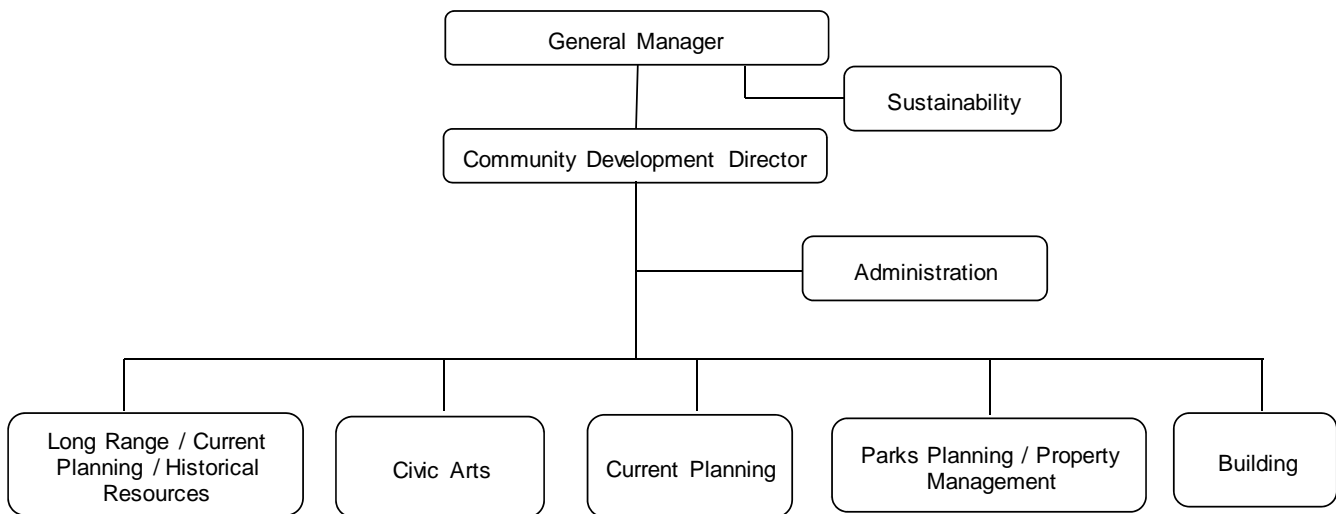 General Manager
Sustainability
Community Development Director
Administration
Long Range / Current
Planning / Historical
Resources
Civic Arts
Current Planning
Parks Planning / Property
Management
Building